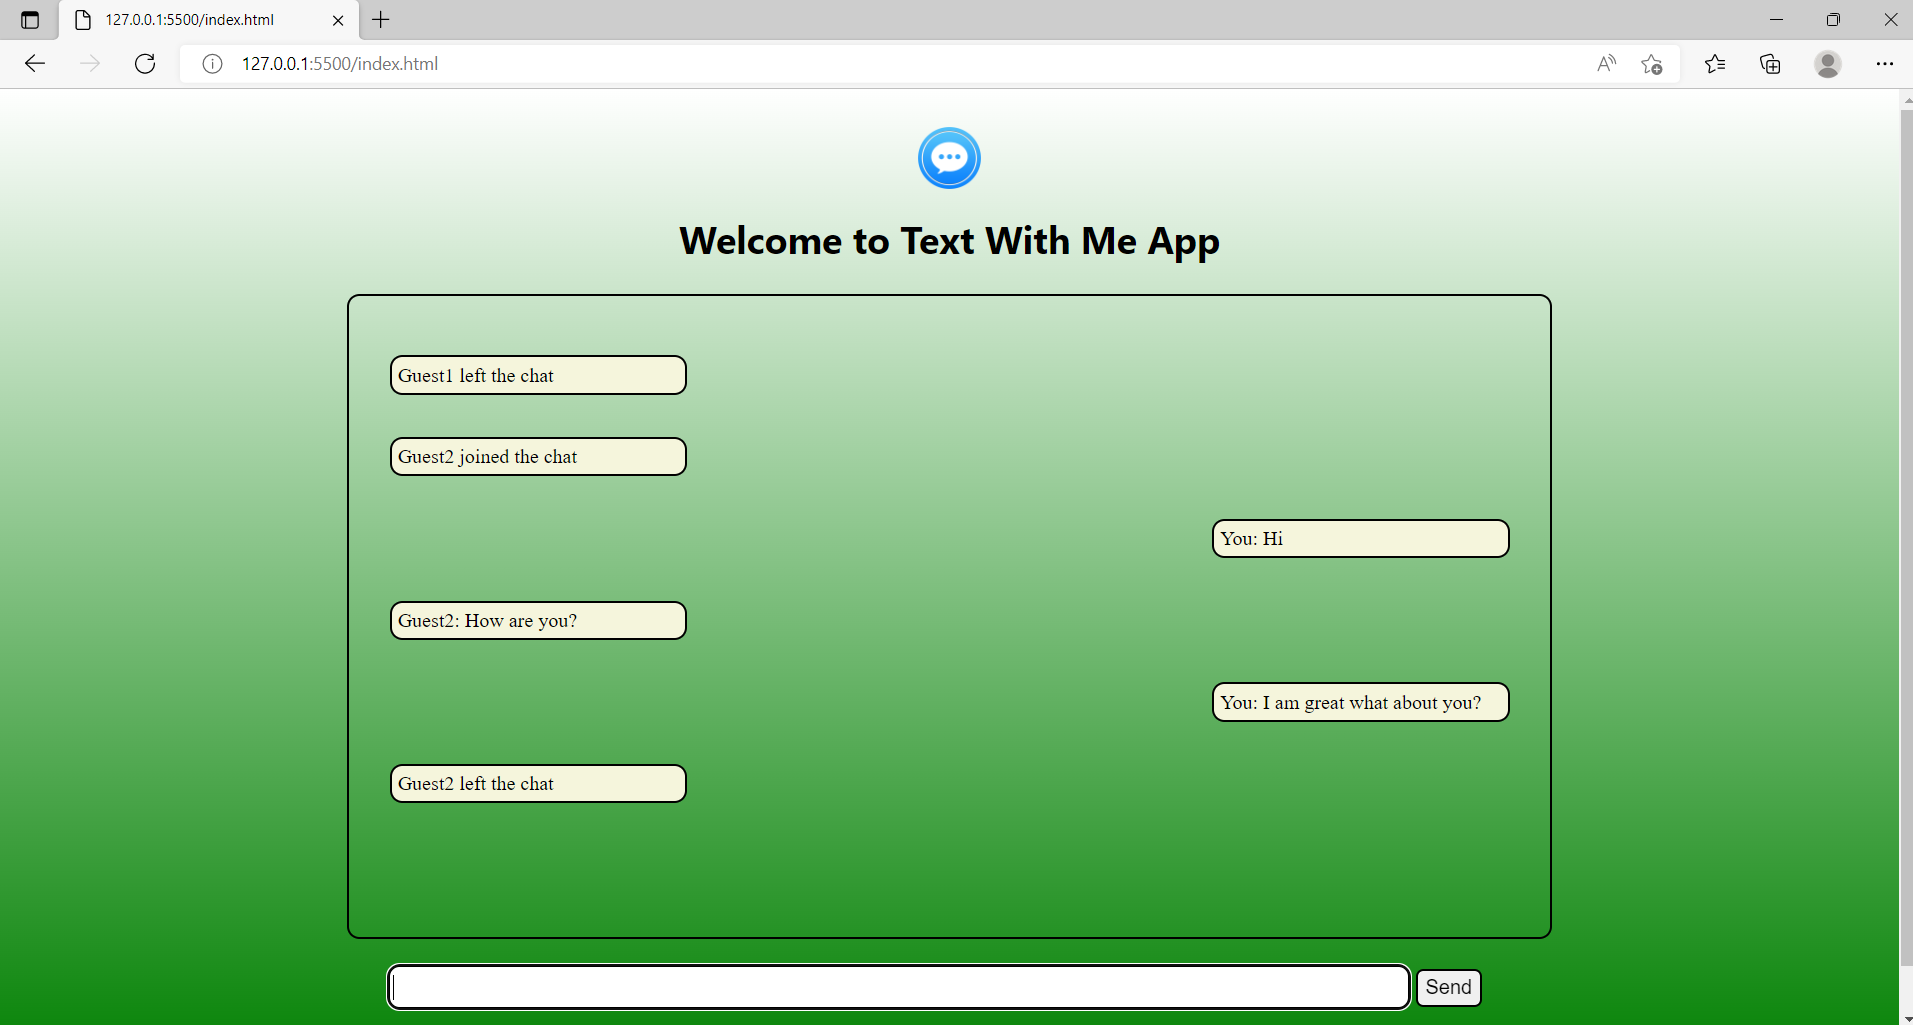 127.0.0.1:5500/index.html
127.0.0.1:5500/index.html
Welcome to Text With Me App
Guest1 left the chat
Guest2 joined the chat
You: Hi
Guest2: How are you?
You: I am great what about you?
Guest2 left the chat
Send